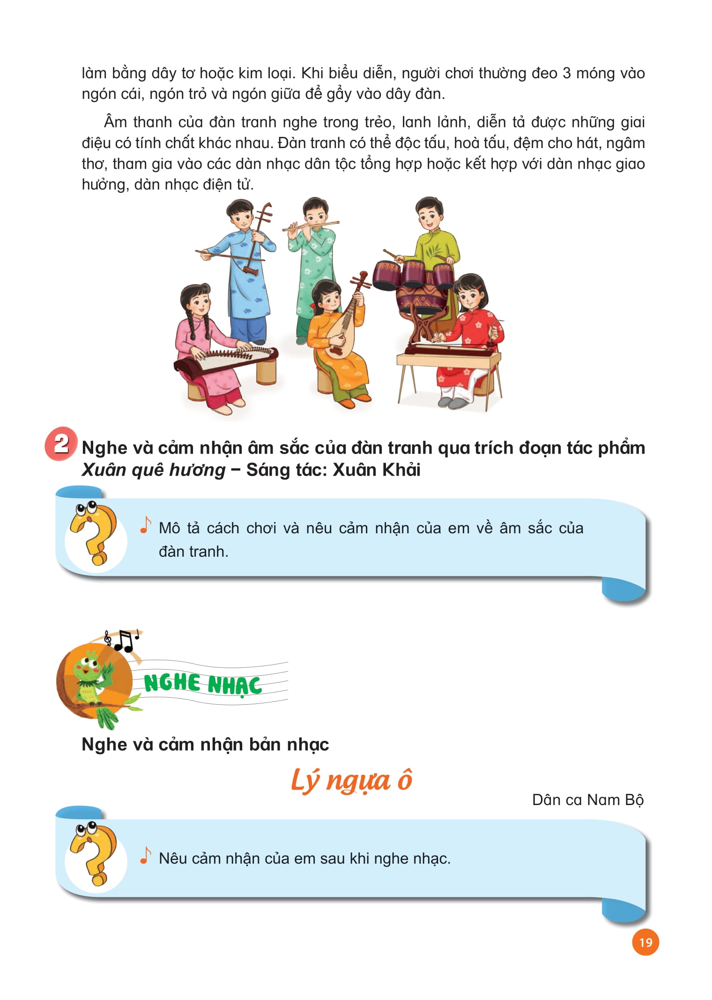 làm bằng dây tơ hoặc kim loại. Khi biểu diễn, người chơi thường đeo 3 móng vào
ngón cái, ngón trỏ và ngón giữa để gẩy vào dây đàn.
Âm thanh của đàn tranh nghe trong trẻo, lanh lảnh, diễn tả được những giai
điệu có tính chất khác nhau. Đàn tranh có thể độc tấu, hoà tấu, đệm cho hát, ngâm
thơ, tham gia vào các dàn nhạc dân tộc tổng hợp hoặc kết hợp với dàn nhạc giao
hưởng, dàn nhạc điện tử.
2 Nghe và cảm nhận âm sắc của đàn tranh qua trích đoạn tác phẩm
Xuân quê hương – Sáng tác: Xuân Khải
Mô tả cách chơi và nêu cảm nhận của em về âm sắc của
đàn tranh.
NGHE NHẠC
Nghe và cảm nhận bản nhạc
Lý ngựa ô
Dân ca Nam Bộ
Nêu cảm nhận của em sau khi nghe nhạc.
19